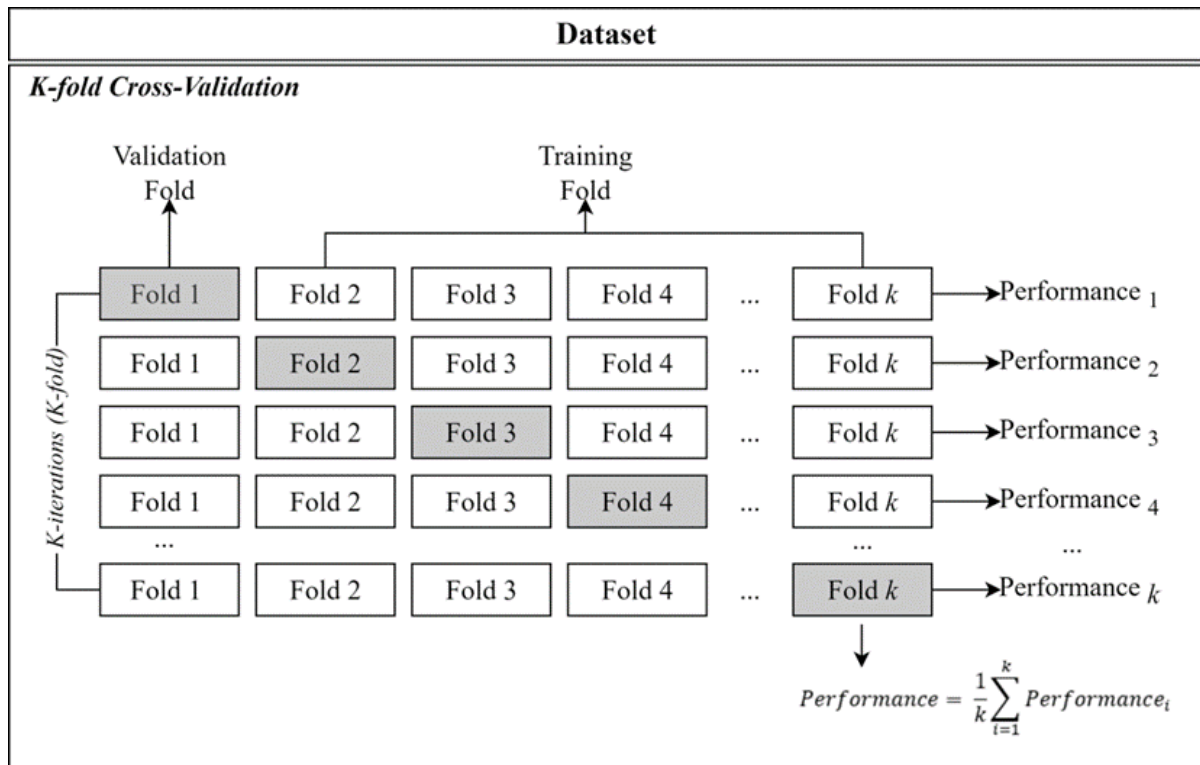 Dataset
K-fold Cross-Validation
Validation
Fold
Training
Fold
Fold 1 Fold 2 Fold 3 Fold 4 ... Fold k Performance 1
Fold 1 Fold 2 Fold 3 Fold 4 ... Fold k Performance 2
Fold 1 Fold 2 Fold 3 Fold 4 ... Fold k Performance 3
Fold 1 Fold 2 Fold 3 Fold 4 ... Fold k Performance 4
... ... ...
Fold 1 Fold 2 Fold 3 Fold 4 ... Fold k Performance k
K-iterations (K-fold)
Performance = 1/k ∑ i=1 k Performance i